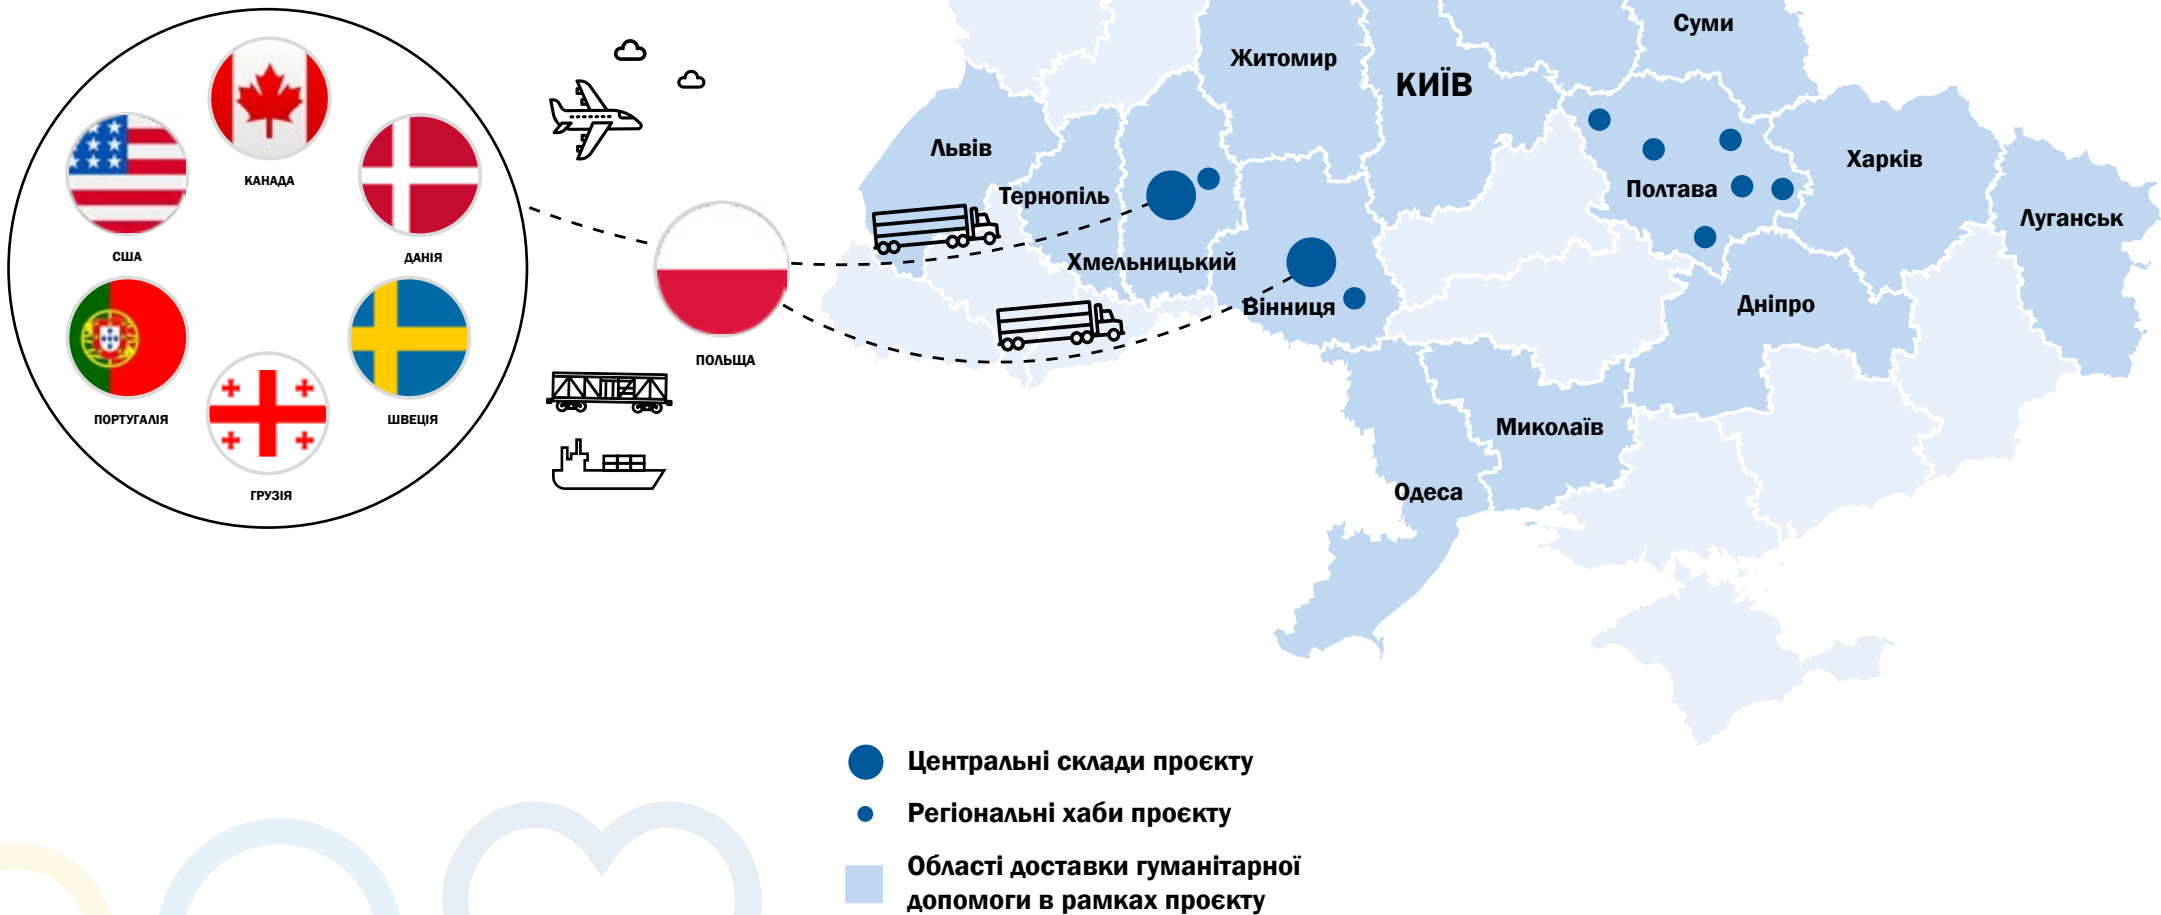 КАНАДА
США
ДАНІЯ
ПОРТУГАЛІЯ
ШВЕЦІЯ
ГРУЗІЯ
ПОЛЬЩА
Суми
Житомир
КИЇВ
Львів
Харків
Тернопіль
Полтава
Луганськ
Хмельницький
Вінниця
Дніпро
Миколаїв
Одеса
Центральні склади проєкту
Регіональні хаби проєкту
Області доставки гуманітарної
допомоги в рамках проєкту